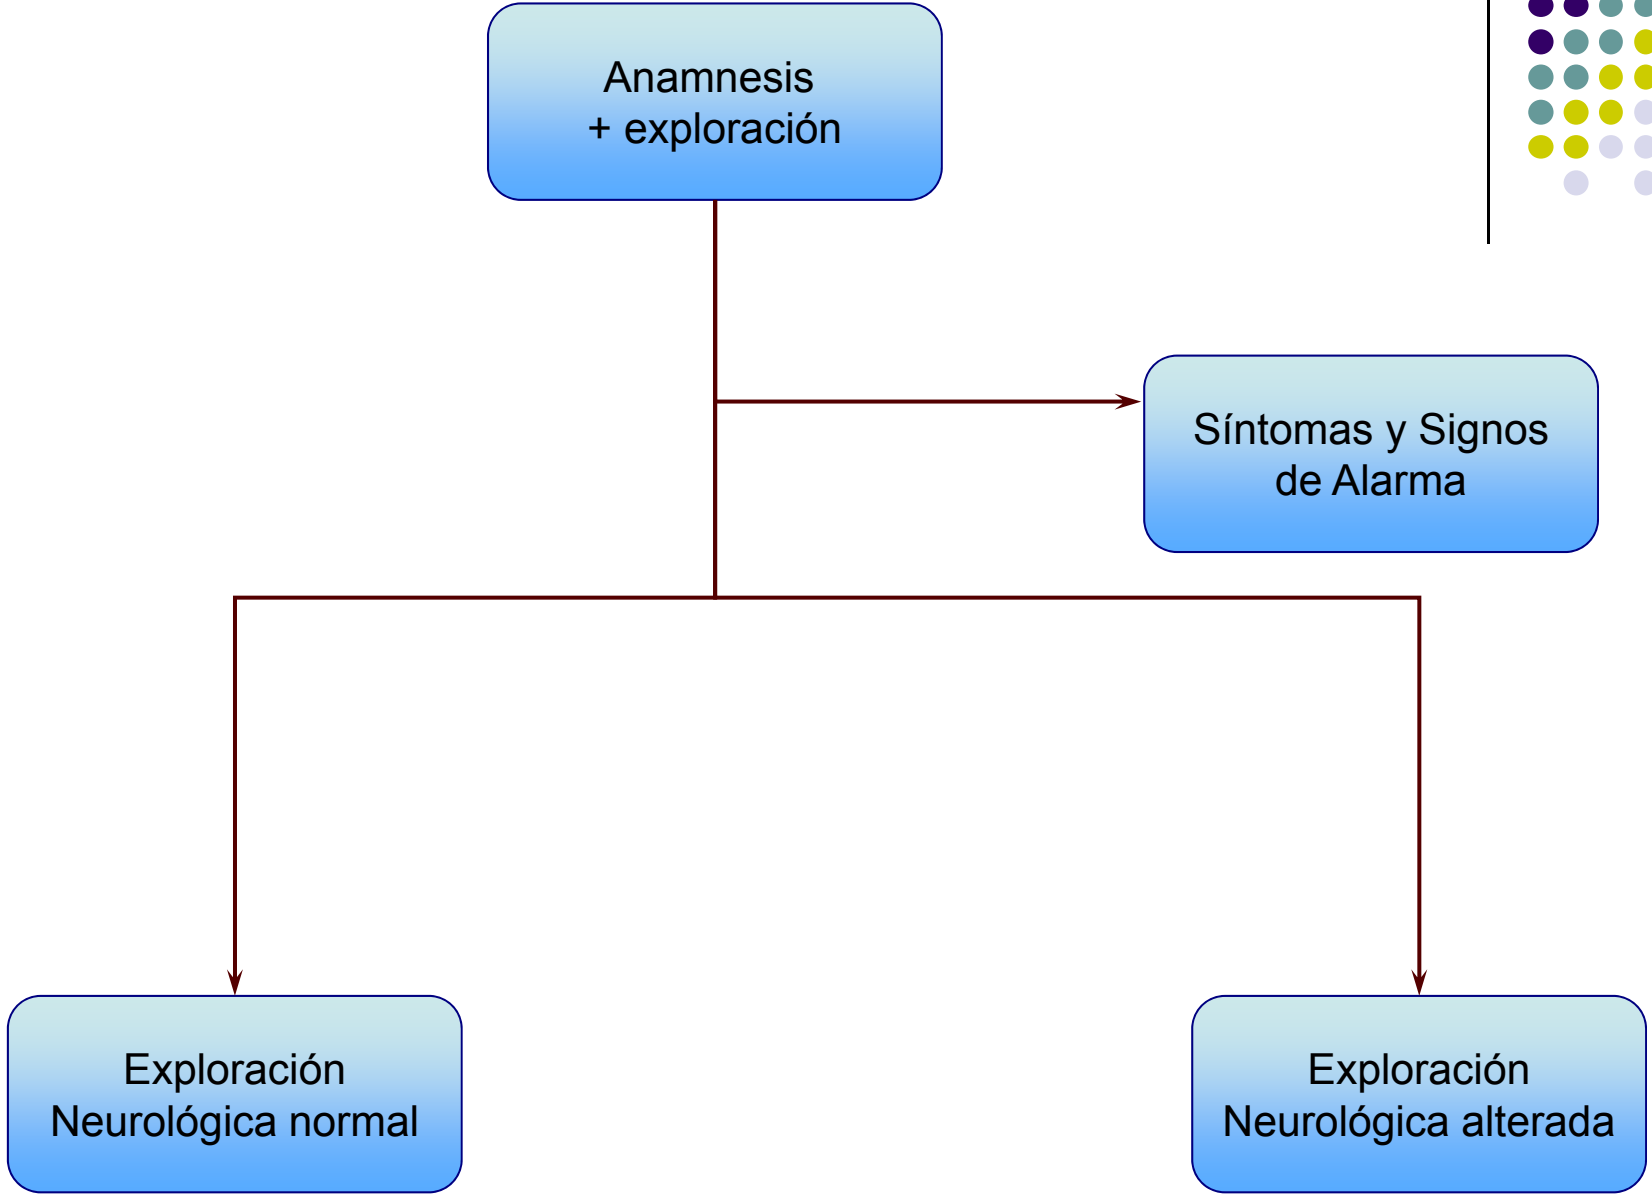 Anamnesis
+ exploración
Síntomas y Signos
de Alarma
Exploración
Neurológica normal
Exploración
Neurológica alterada